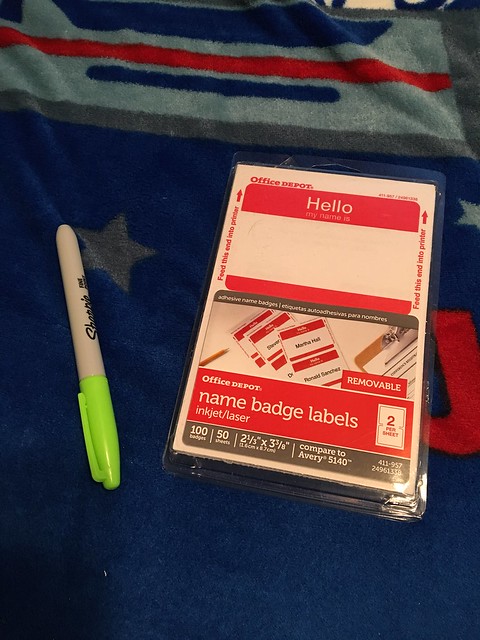 Office DEPOT
Hello
my name is
Feed this end into printer
Feed this end into printer
adhesive name badges | etiquetas autoadhesivas para nombres
Hello
Martha Hall
Hello
Ronald Sanchez
REMOVABLE
Office DEPOT
name badge labels
inkjet/laser
2
PER
SHEET
100
badges
50
sheets
2 1/3" x 3 3/8"
compare to
Avery® 5140™
411-957
Sharpie